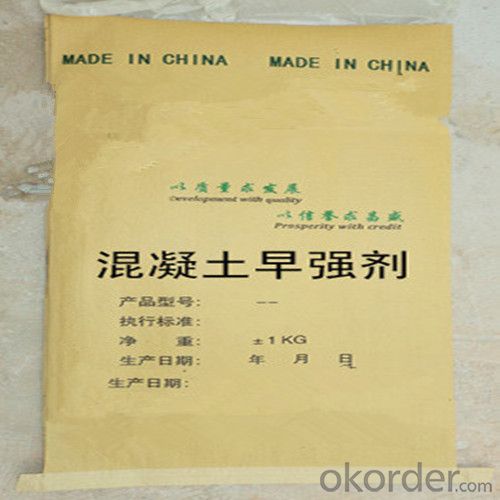 MADE IN CHINA MADE IN CHINA
以质量求发展
Development with quality
以信誉求昌盛
Prosperity with credit
混凝土早强剂
产品型号： --
执行标准：
净 重： ±1KG
生产日期： 年 月 日
生产日期：
okorder.com